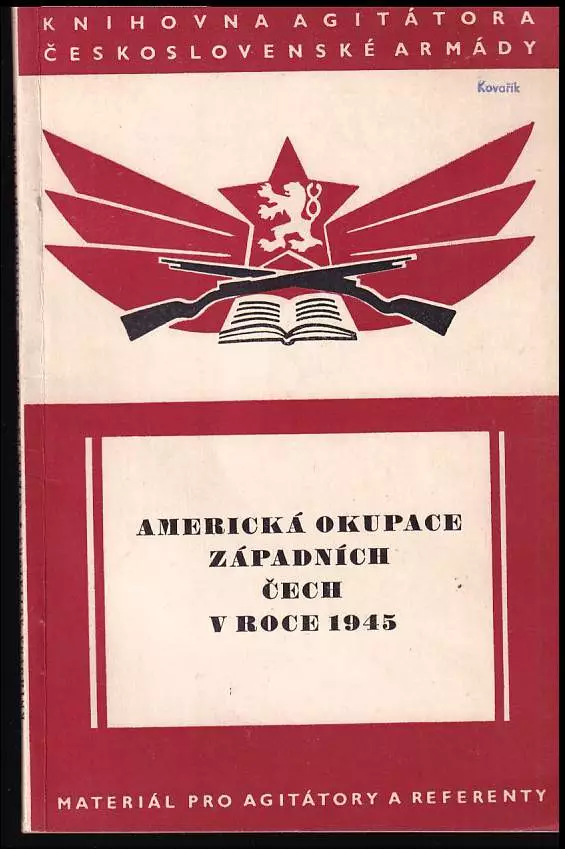 KNIHOVNA AGITÁTORA
ČESKOSLOVENSKÉ ARMÁDY
Kovařík
AMERICKÁ OKUPACE
ZÁPADNÍCH
ČECH
V ROCE 1945
MATERIÁL PRO AGITÁTORY A REFERENTY